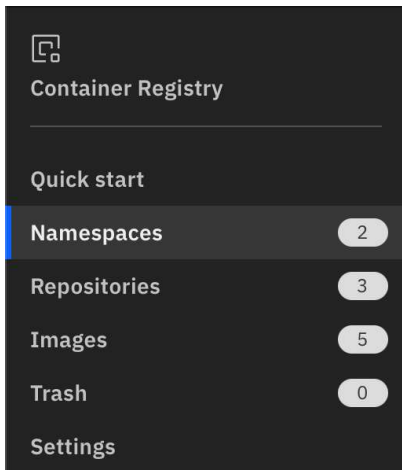 Container Registry
Quick start
Namespaces 2
Repositories 3
Images 5
Trash 0
Settings